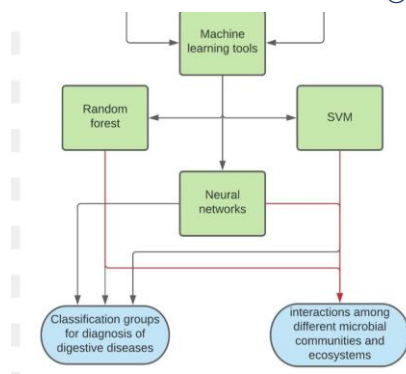 Machine
learning tools
Random
forest
SVM
Neural
networks
Classification groups
for diagnosis of
digestive diseases
interactions among
different microbial
communities and
ecosystems